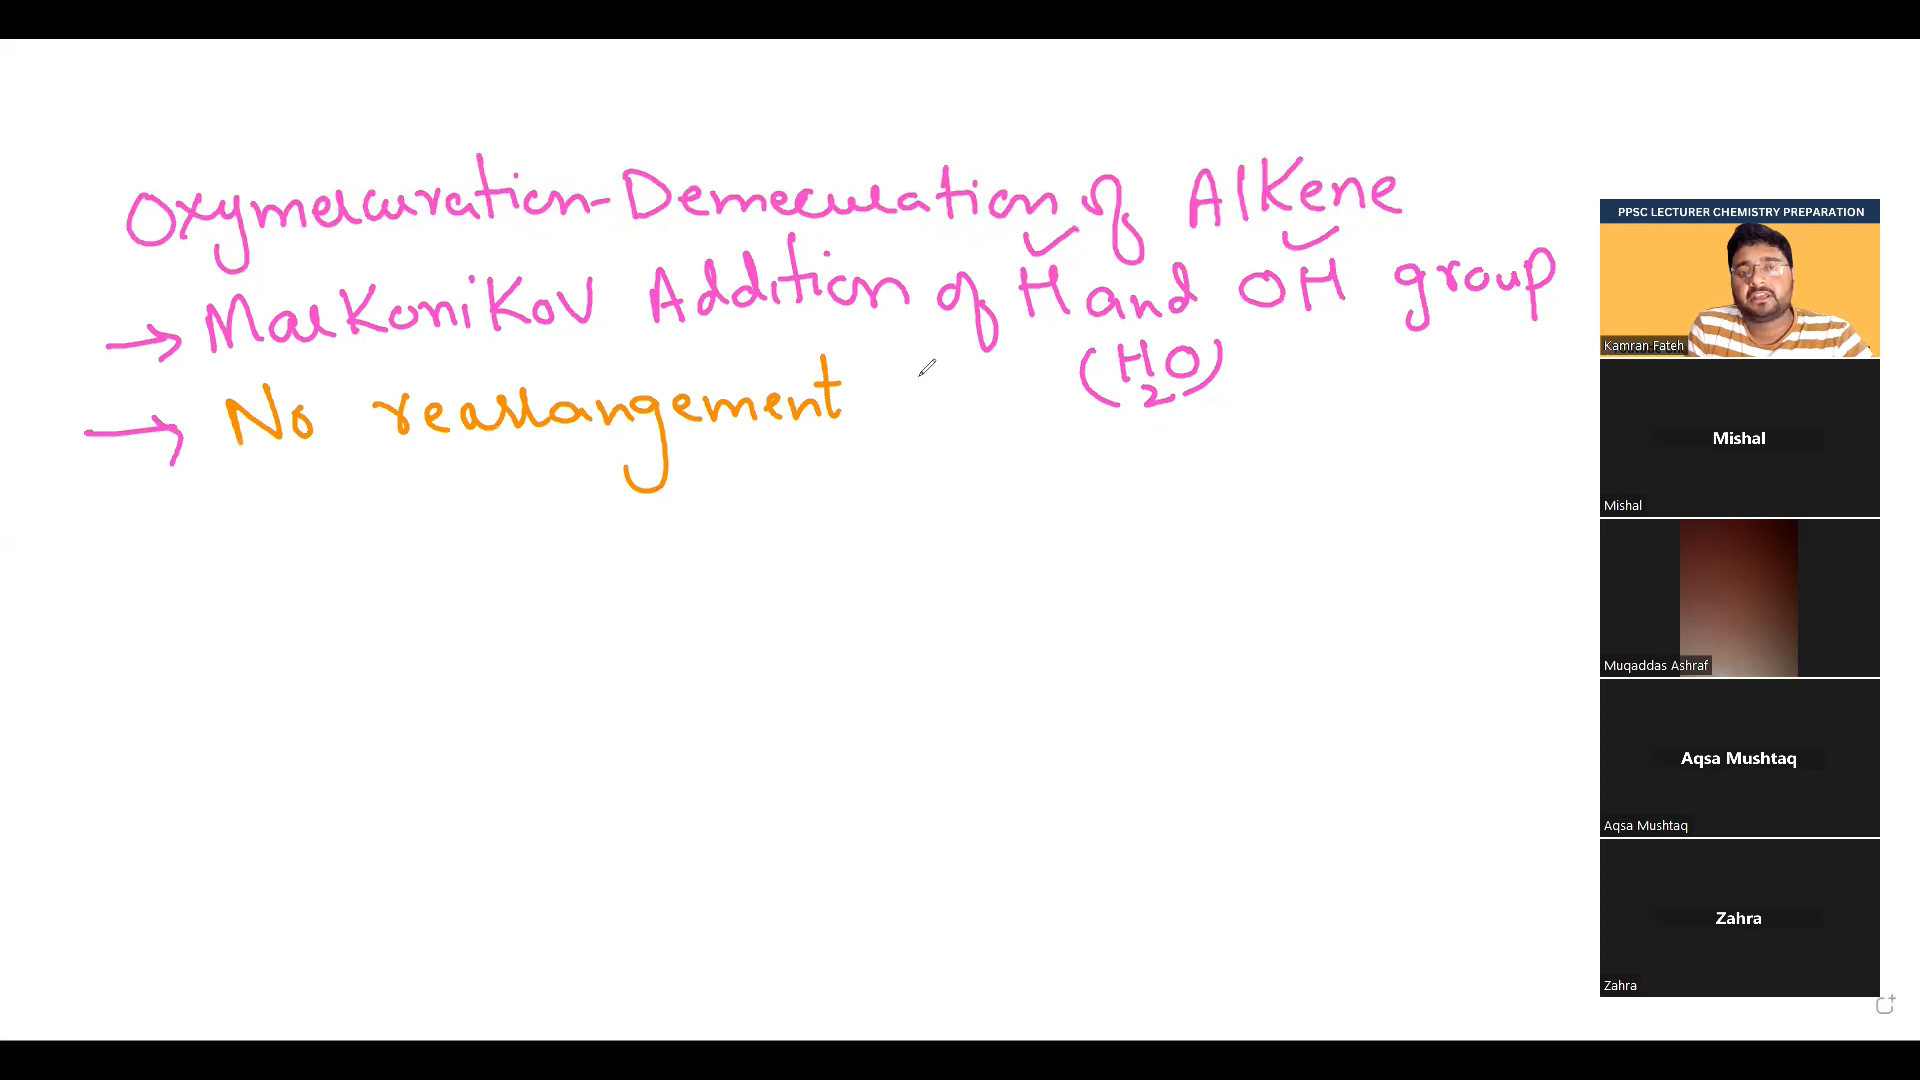 Oxymercuration-Demercuration of Alkene
→ Markonikov Addition of H and OH group
(H2O)
→ No rearrangement
PPSC LECTURER CHEMISTRY PREPARATION
Kamran Fateh
Mishal
Mishal
Muqaddas Ashraf
Aqsa Mushtaq
Aqsa Mushtaq
Zahra
Zahra